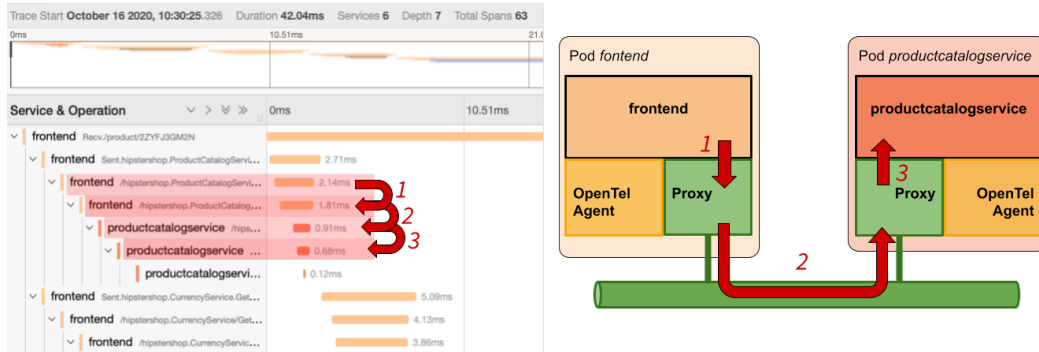 Trace Start October 16 2020, 10:30:25.326 Duration 42.04ms Services 6 Depth 7 Total Spans 63
0ms 10.51ms 21.0
Service & Operation 0ms 10.51ms
frontend Recv./product/2ZYFJ3GM2N
frontend Sent.hipstershop.ProductCatalogServi... 2.71ms
frontend /hipstershop.ProductCatalogServi... 2.14ms
frontend /hipstershop.ProductCatalog... 1.81ms
productcatalogservice /hips... 0.91ms
productcatalogservice ... 0.68ms
productcatalogservi... 0.12ms
frontend Sent.hipstershop.CurrencyService.Get... 5.09ms
frontend /hipstershop.CurrencyService/Get... 4.13ms
frontend /hipstershop.CurrencyServic... 3.86ms
1
2
3
Pod fontend
frontend
1
OpenTel
Agent
Proxy
2
Pod productcatalogservice
productcatalogservice
3
Proxy
OpenTel
Agent